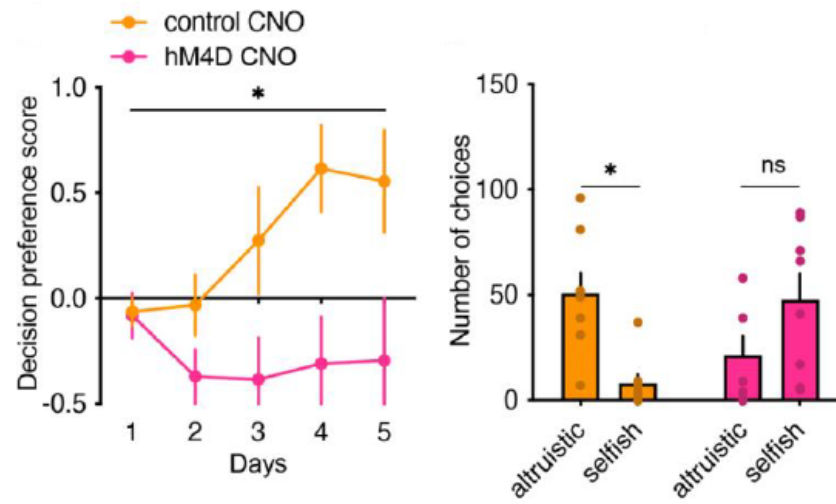 control CNO
hM4D CNO
Decision preference score
1.0
0.5
0.0
-0.5
*
1 2 3 4 5
Days
Number of choices
150
100
50
0
*
ns
altruistic
selfish
altruistic
selfish